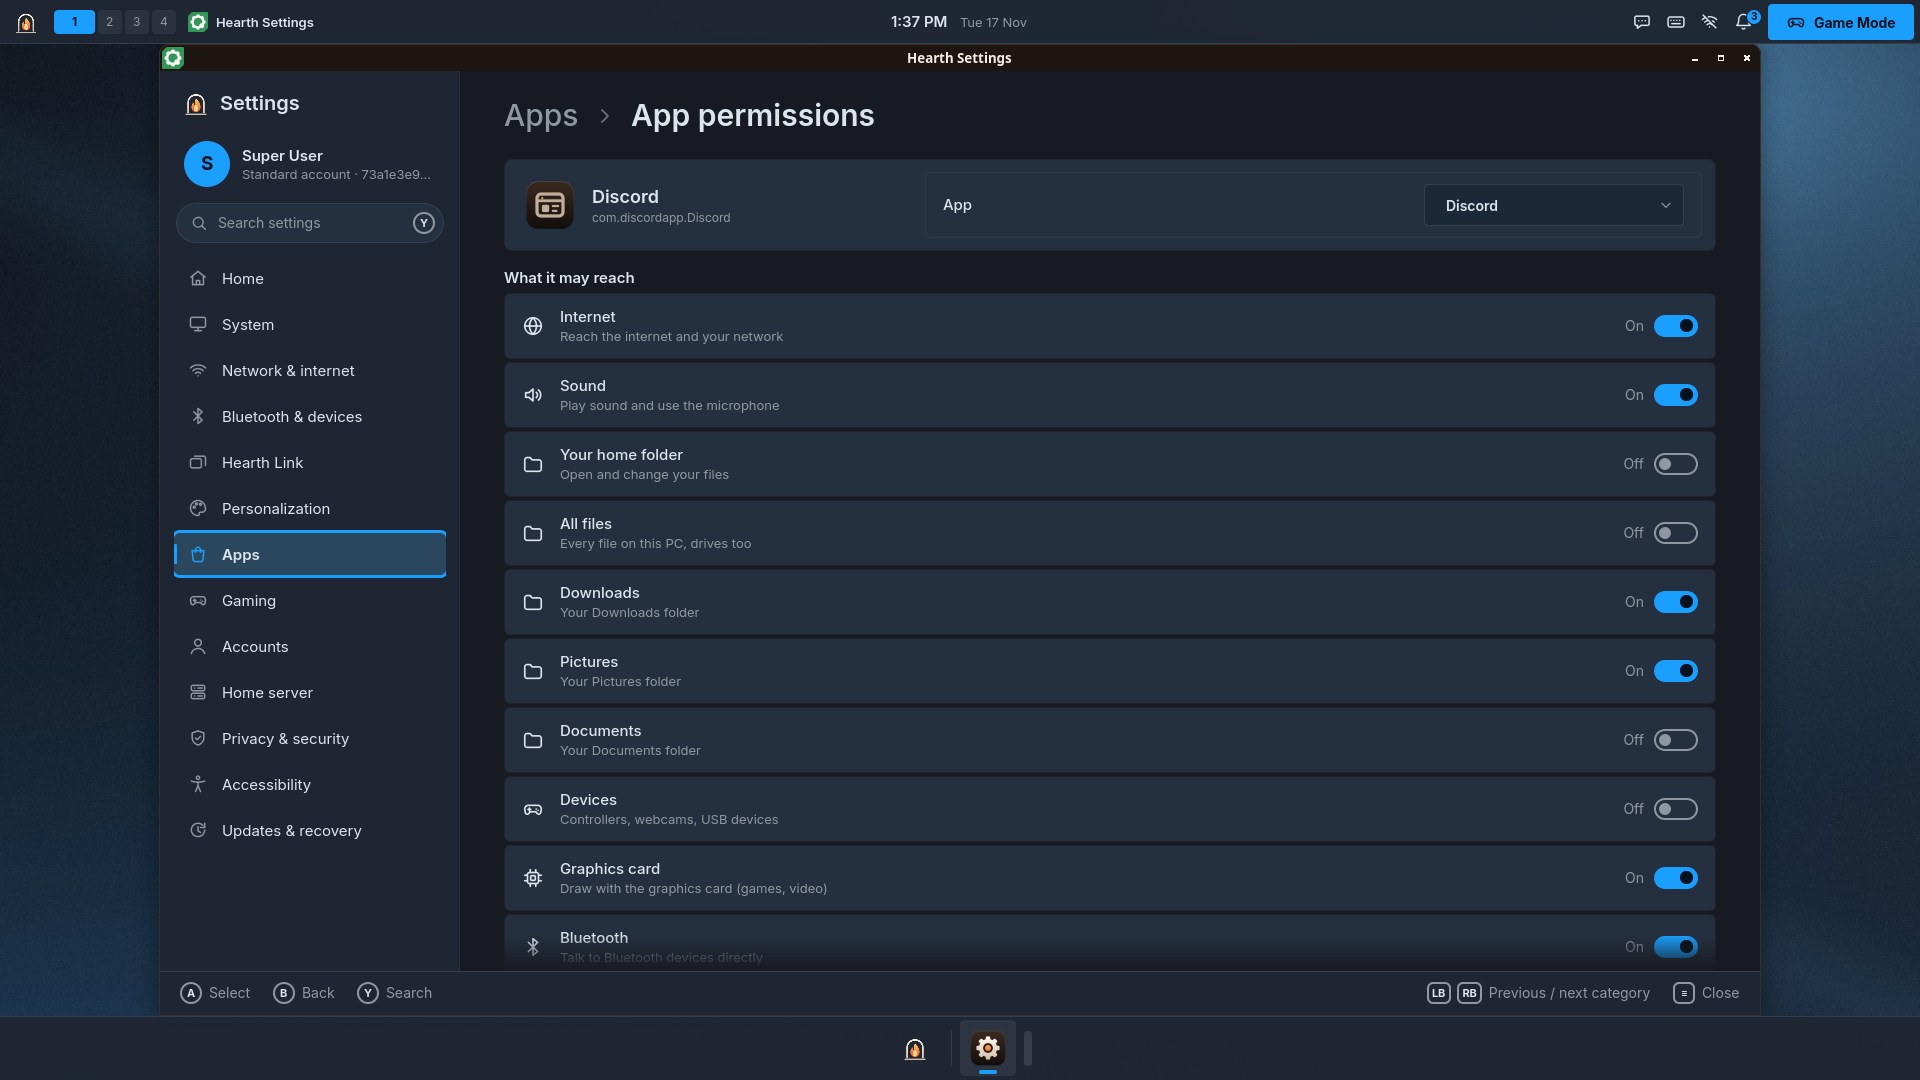 1 2 3 4 Hearth Settings 1:37 PM Tue 17 Nov 3 Game Mode
Hearth Settings
Settings
S
Super User
Standard account · 73a1e3e9...
Search settings Y
Home
System
Network & internet
Bluetooth & devices
Hearth Link
Personalization
Apps
Gaming
Accounts
Home server
Privacy & security
Accessibility
Updates & recovery
Apps > App permissions
Discord
com.discordapp.Discord
App Discord
What it may reach
Internet
Reach the internet and your network
On
Sound
Play sound and use the microphone
On
Your home folder
Open and change your files
Off
All files
Every file on this PC, drives too
Off
Downloads
Your Downloads folder
On
Pictures
Your Pictures folder
On
Documents
Your Documents folder
Off
Devices
Controllers, webcams, USB devices
Off
Graphics card
Draw with the graphics card (games, video)
On
Bluetooth
Talk to Bluetooth devices directly
On
A Select B Back Y Search LB RB Previous / next category ≡ Close